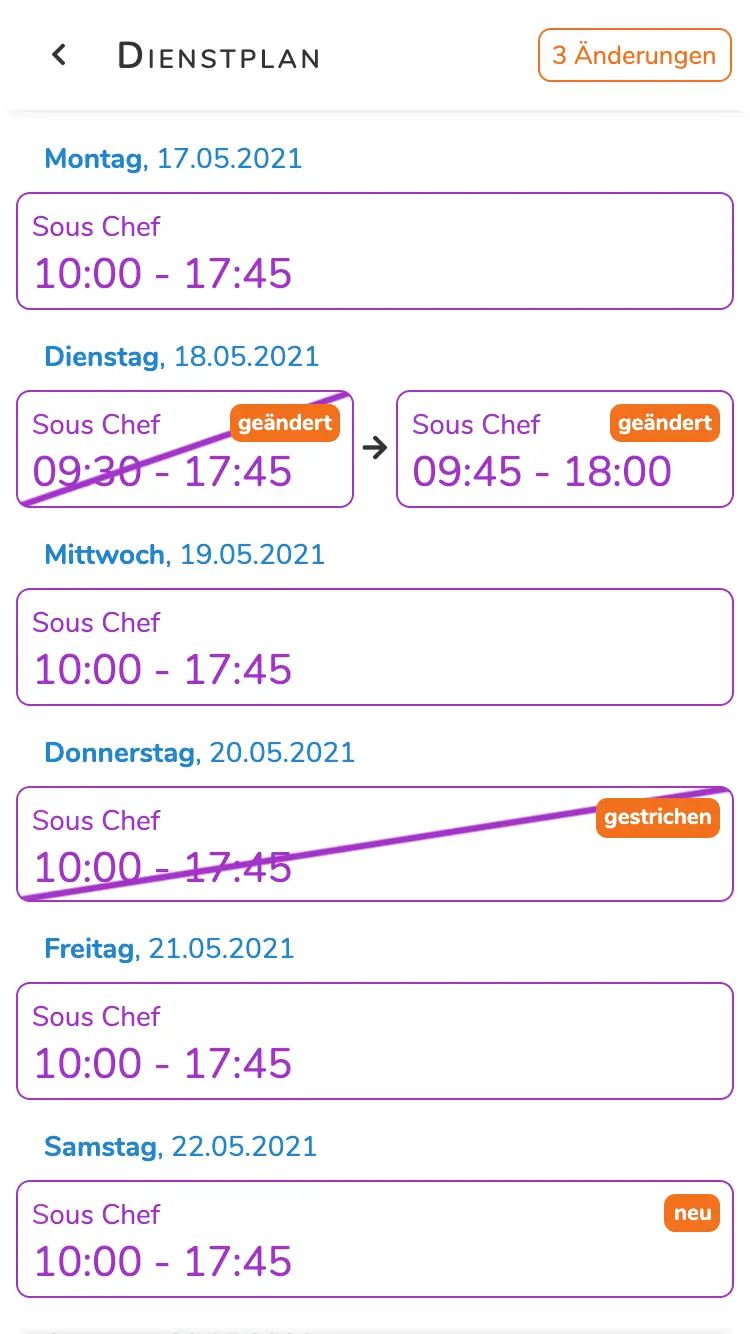 Dienstplan
3 Änderungen
Montag, 17.05.2021
Sous Chef
10:00 - 17:45
Dienstag, 18.05.2021
Sous Chef geändert
09:30 - 17:45
Sous Chef geändert
09:45 - 18:00
Mittwoch, 19.05.2021
Sous Chef
10:00 - 17:45
Donnerstag, 20.05.2021
Sous Chef gestrichen
10:00 - 17:45
Freitag, 21.05.2021
Sous Chef
10:00 - 17:45
Samstag, 22.05.2021
Sous Chef neu
10:00 - 17:45